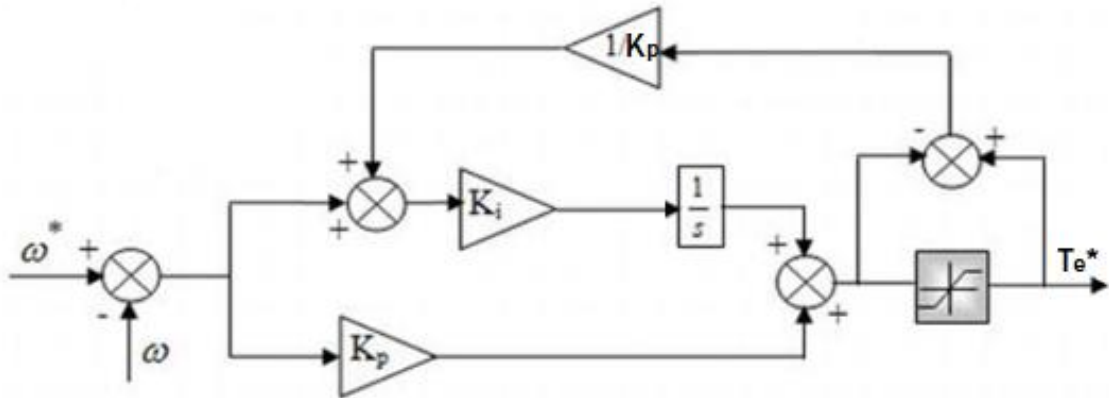 1/Kp
-
+
+
+
Ki
1
s
ω*
+
-
ω
+
+
Te*
Kp